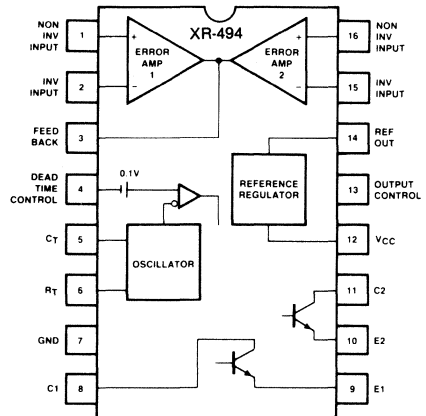 XR-494
NON
INV
INPUT
1
+
ERROR
AMP
1
−
INV
INPUT
2
FEED
BACK
3
DEAD
TIME
CONTROL
4
0.1V
CT
5
OSCILLATOR
RT
6
GND
7
C1
8
+
ERROR
AMP
2
−
16
NON
INV
INPUT
15
INV
INPUT
14
REF
OUT
REFERENCE
REGULATOR
13
OUTPUT
CONTROL
12
VCC
11
C2
10
E2
9
E1